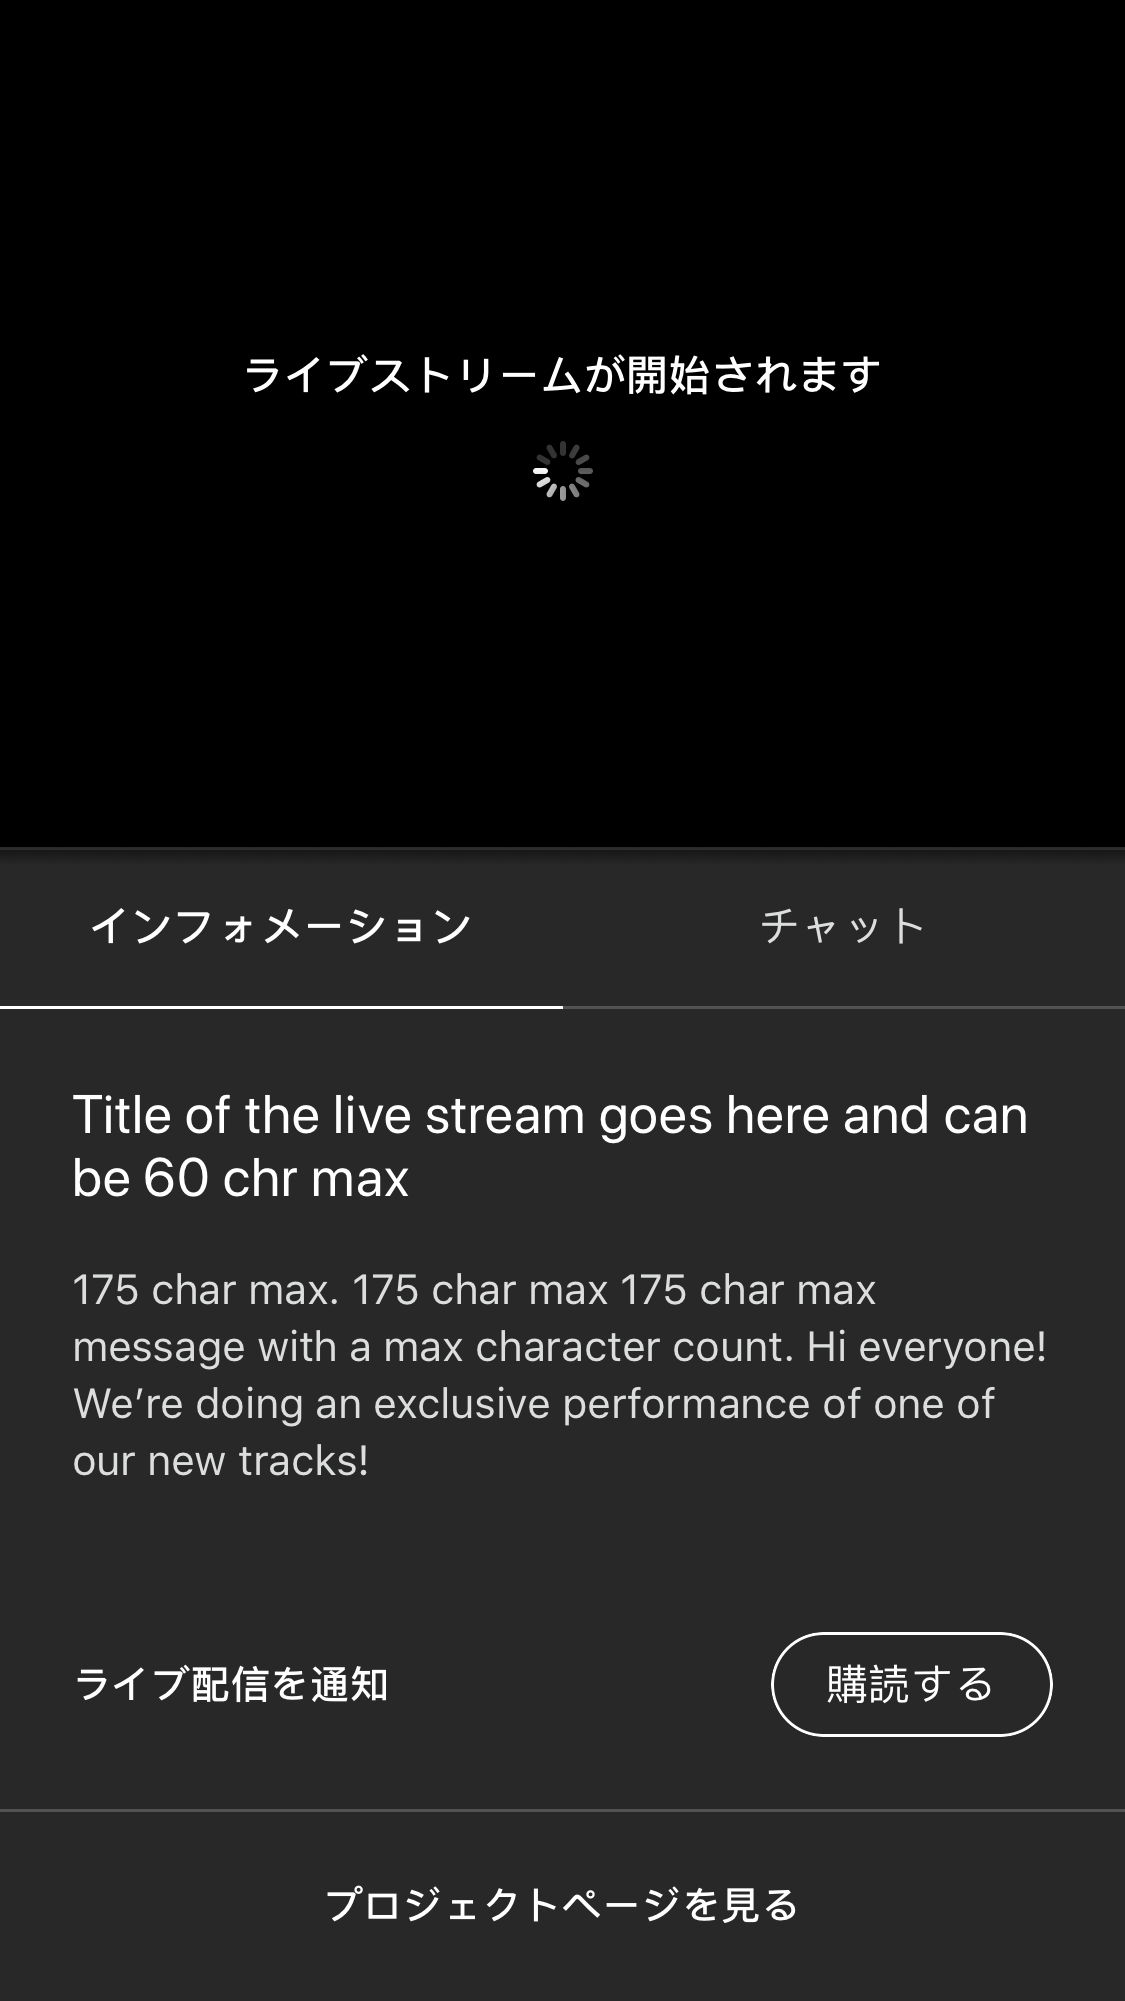 ライブストリームが開始されます
インフォメーション
チャット
Title of the live stream goes here and can
be 60 chr max
175 char max. 175 char max 175 char max
message with a max character count. Hi everyone!
We’re doing an exclusive performance of one of
our new tracks!
ライブ配信を通知
購読する
プロジェクトページを見る